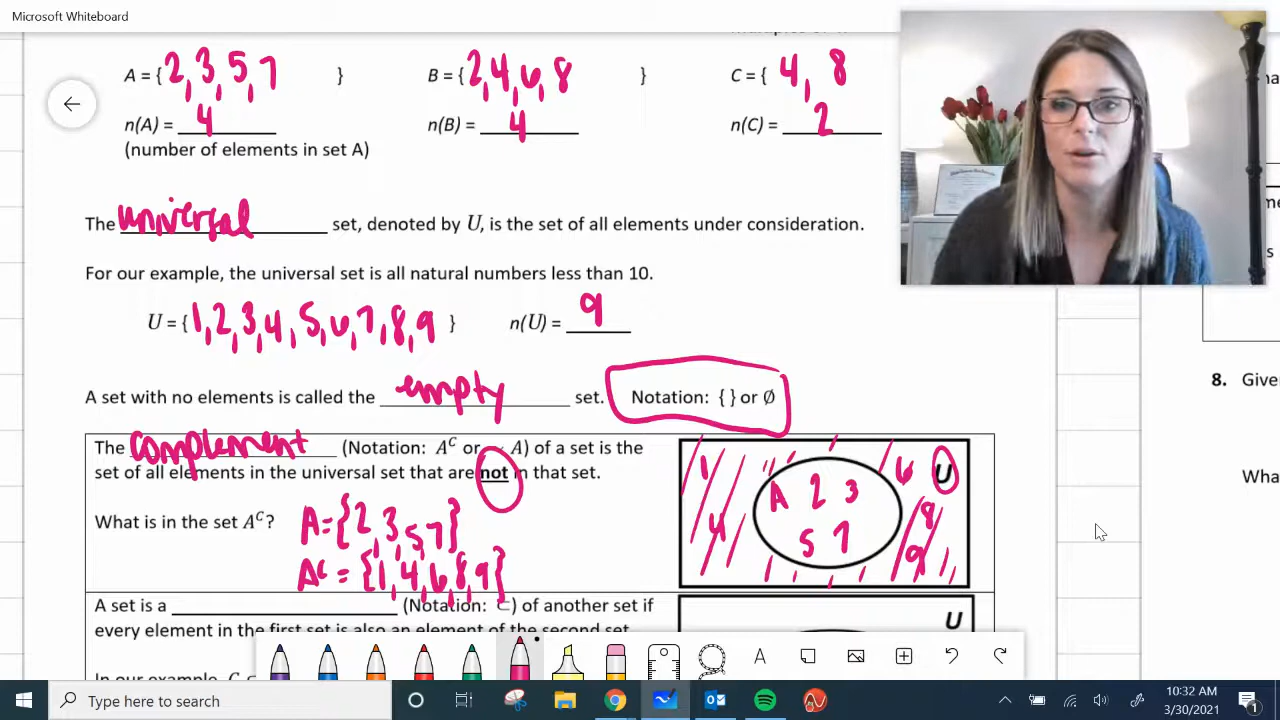 Microsoft Whiteboard
A = { 2, 3, 5, 7 }
B = { 2, 4, 6, 8 }
C = { 4, 8
n(A) = 4
n(B) = 4
n(C) = 2
(number of elements in set A)
The universal set, denoted by U, is the set of all elements under consideration.
For our example, the universal set is all natural numbers less than 10.
U = { 1, 2, 3, 4, 5, 6, 7, 8, 9 }
n(U) = 9
A set with no elements is called the empty set. Notation: { } or Ø
8. Give
The complement (Notation: Aᶜ or A) of a set is the
set of all elements in the universal set that are not in that set.
What is in the set Aᶜ?
A = {2, 3, 5, 7}
Aᶜ = {1, 4, 6, 8, 9}
1 6 U
A 2 3
4 5 7 8
9
Wha
A set is a (Notation: ⊂) of another set if
every element in the first set is also an element of the second set
U
In our example
Type here to search
10:32 AM
3/30/2021